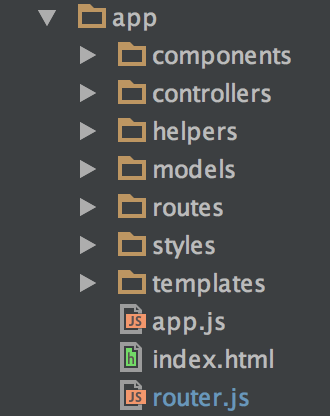 app
components
controllers
helpers
models
routes
styles
templates
JS app.js
h index.html
JS router.js